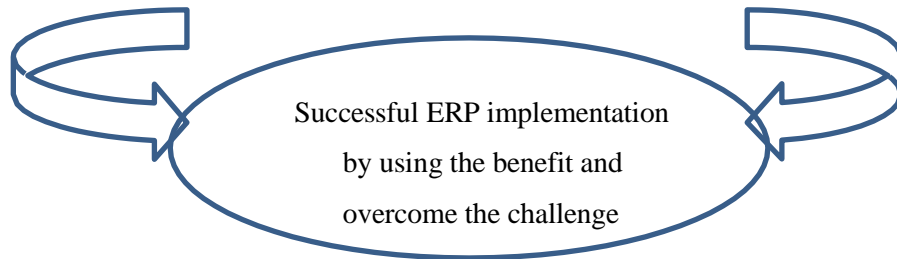 Successful ERP implementation
by using the benefit and
overcome the challenge